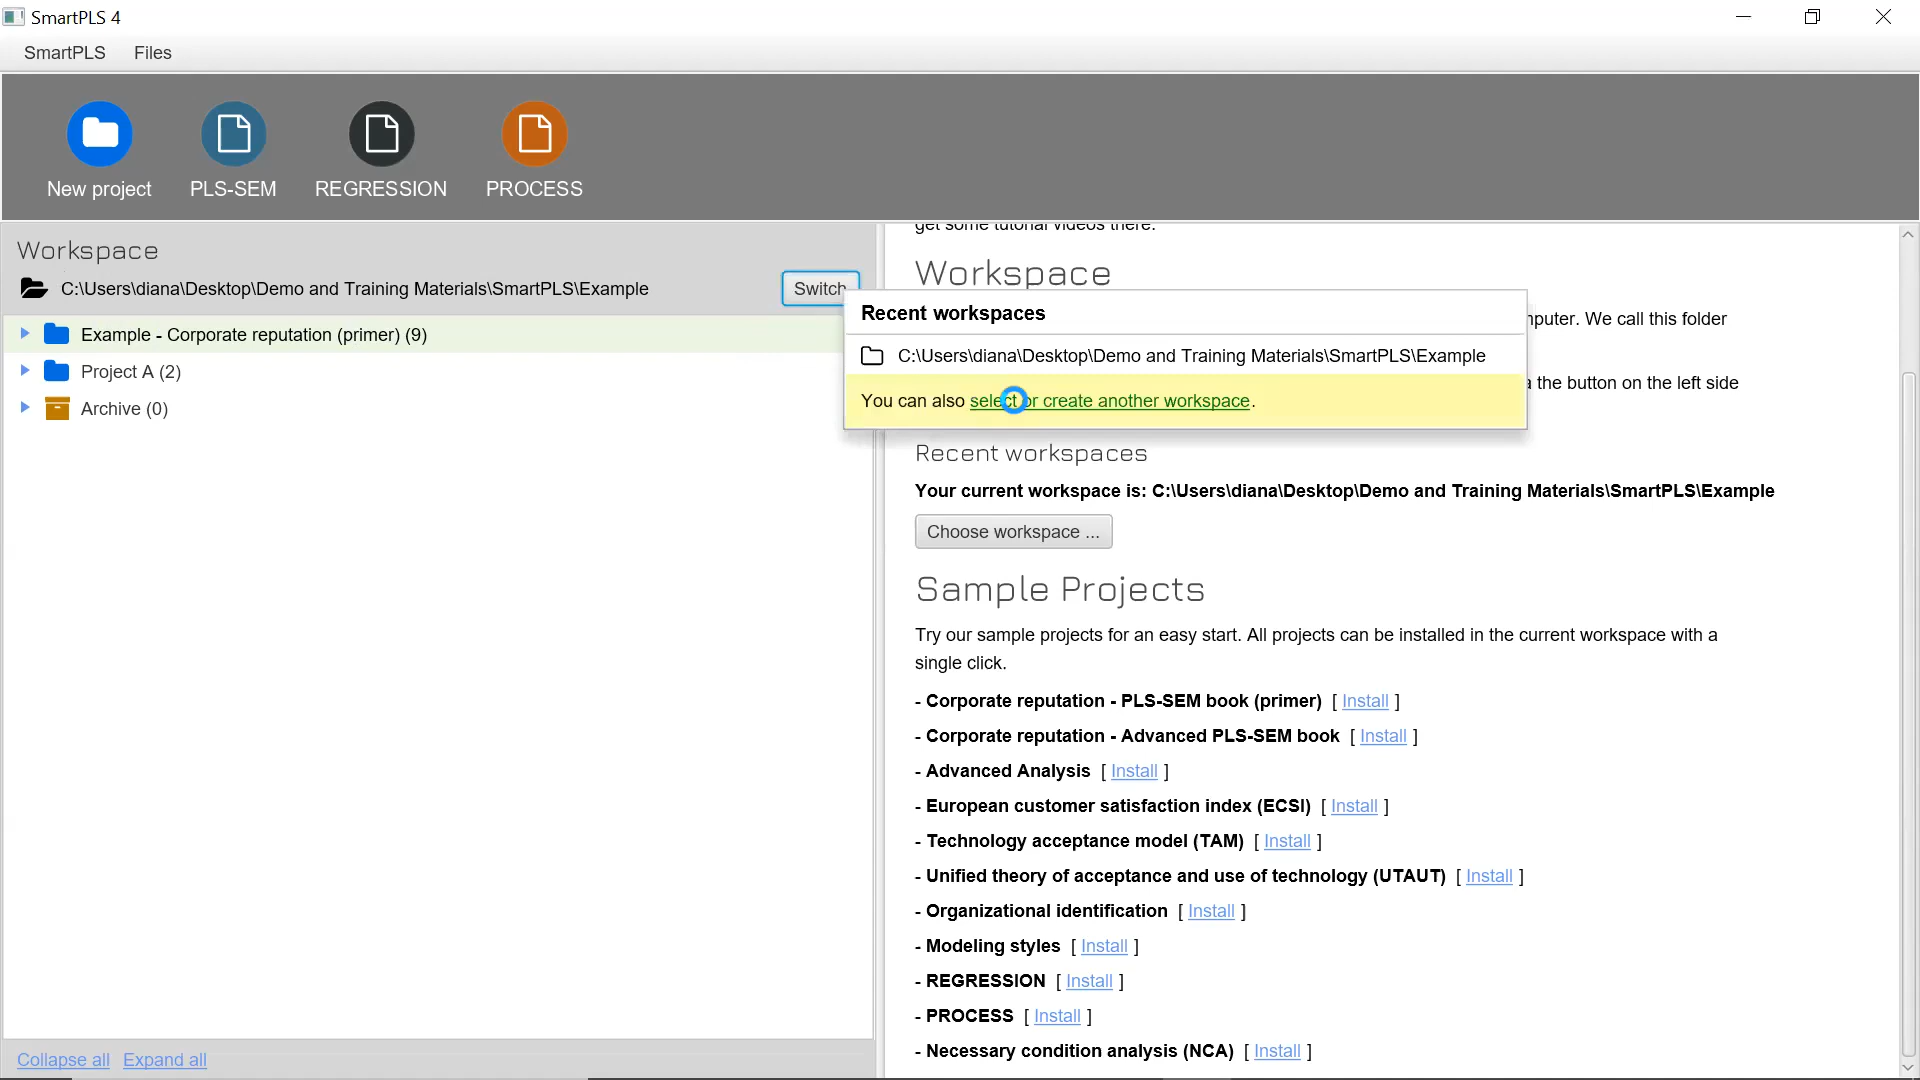 SmartPLS 4
SmartPLS Files
New project PLS-SEM REGRESSION PROCESS
Workspace
C:\Users\diana\Desktop\Demo and Training Materials\SmartPLS\Example Switch
Example - Corporate reputation (primer) (9)
Project A (2)
Archive (0)
Collapse all Expand all
get some tutorial videos there.
Workspace
We call this folder
the button on the left side
Recent workspaces
C:\Users\diana\Desktop\Demo and Training Materials\SmartPLS\Example
You can also select or create another workspace.
Recent workspaces
Your current workspace is: C:\Users\diana\Desktop\Demo and Training Materials\SmartPLS\Example
Choose workspace ...
Sample Projects
Try our sample projects for an easy start. All projects can be installed in the current workspace with a
single click.
- Corporate reputation - PLS-SEM book (primer) [ Install ]
- Corporate reputation - Advanced PLS-SEM book [ Install ]
- Advanced Analysis [ Install ]
- European customer satisfaction index (ECSI) [ Install ]
- Technology acceptance model (TAM) [ Install ]
- Unified theory of acceptance and use of technology (UTAUT) [ Install ]
- Organizational identification [ Install ]
- Modeling styles [ Install ]
- REGRESSION [ Install ]
- PROCESS [ Install ]
- Necessary condition analysis (NCA) [ Install ]